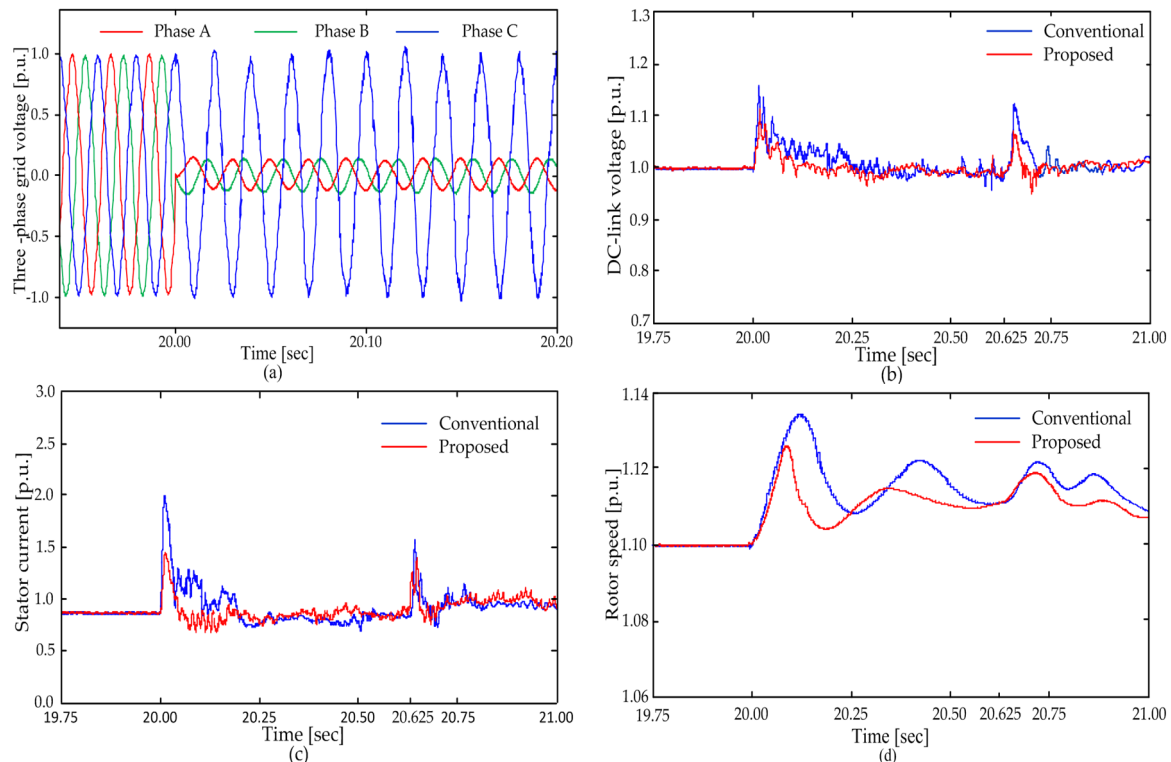 Phase A
Phase B
Phase C
Three -phase grid voltage [p.u.]
1.0
0.5
0.0
-0.5
-1.0
20.00
20.10
20.20
Time [sec]
(a)
Conventional
Proposed
DC-link voltage [p.u.]
1.3
1.2
1.1
1.0
0.9
0.8
0.7
19.75
20.00
20.25
20.50
20.625
20.75
21.00
Time [sec]
(b)
Conventional
Proposed
Stator current [p.u.]
3.0
2.5
2.0
1.5
1.0
0.5
0.0
19.75
20.00
20.25
20.50
20.625
20.75
21.00
Time [sec]
(c)
Conventional
Proposed
Rotor speed [p.u.]
1.14
1.12
1.10
1.08
1.06
19.75
20.00
20.25
20.50
20.625
20.75
21.00
Time [sec]
(d)